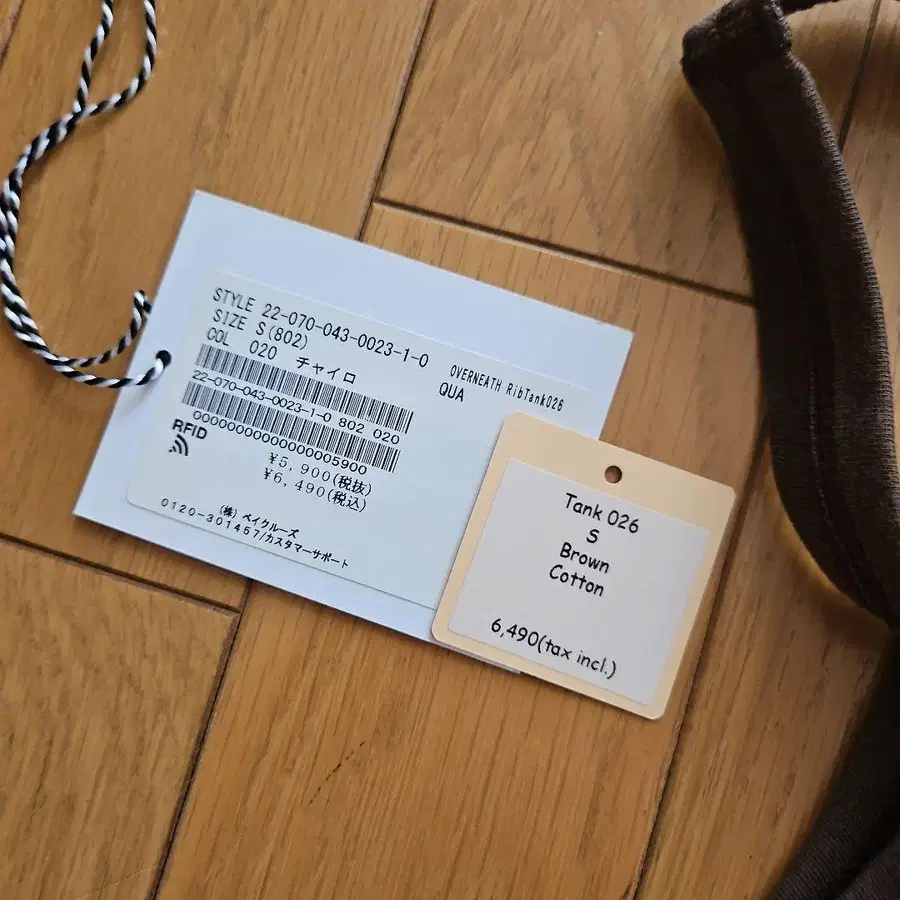 STYLE 22-070-043-0023-1-0
SIZE S(802)
COL 020 チャイロ
OVERNEATH RibTank026
QUA
22-070-043-0023-1-0 802 020
RFID
¥5,900(税抜)
¥6,490(税込)
(株) ベイクルーズ
0120-301457/カスタマーサポート
Tank 026
S
Brown
Cotton
6,490(tax incl.)